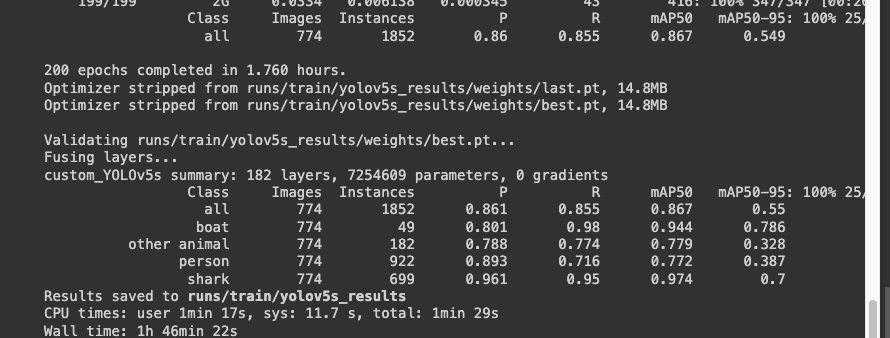 199/199 2G 0.0334 0.006138 0.000345 43 416: 100% 347/347 [00:20
Class Images Instances P R mAP50 mAP50-95: 100% 25/
all 774 1852 0.86 0.855 0.867 0.549
200 epochs completed in 1.760 hours.
Optimizer stripped from runs/train/yolov5s_results/weights/last.pt, 14.8MB
Optimizer stripped from runs/train/yolov5s_results/weights/best.pt, 14.8MB
Validating runs/train/yolov5s_results/weights/best.pt...
Fusing layers...
custom_YOLOv5s summary: 182 layers, 7254609 parameters, 0 gradients
Class Images Instances P R mAP50 mAP50-95: 100% 25/
all 774 1852 0.861 0.855 0.867 0.55
boat 774 49 0.801 0.98 0.944 0.786
other animal 774 182 0.788 0.774 0.779 0.328
person 774 922 0.893 0.716 0.772 0.387
shark 774 699 0.961 0.95 0.974 0.7
Results saved to runs/train/yolov5s_results
CPU times: user 1min 17s, sys: 11.7 s, total: 1min 29s
Wall time: 1h 46min 22s